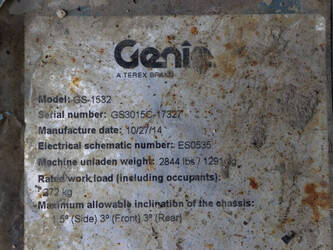 Genie
A TEREX BRAND
Model: GS-1532
Serial number: GS3015C-17327
Manufacture date: 10/27/14
Electrical schematic number: ES0535
Machine unladen weight: 2844 lbs / 1291 kg
Rated work load (including occupants):
272 kg
Maximum allowable inclination of the chassis:
1.5° (Side) 3° (Front) 3° (Rear)